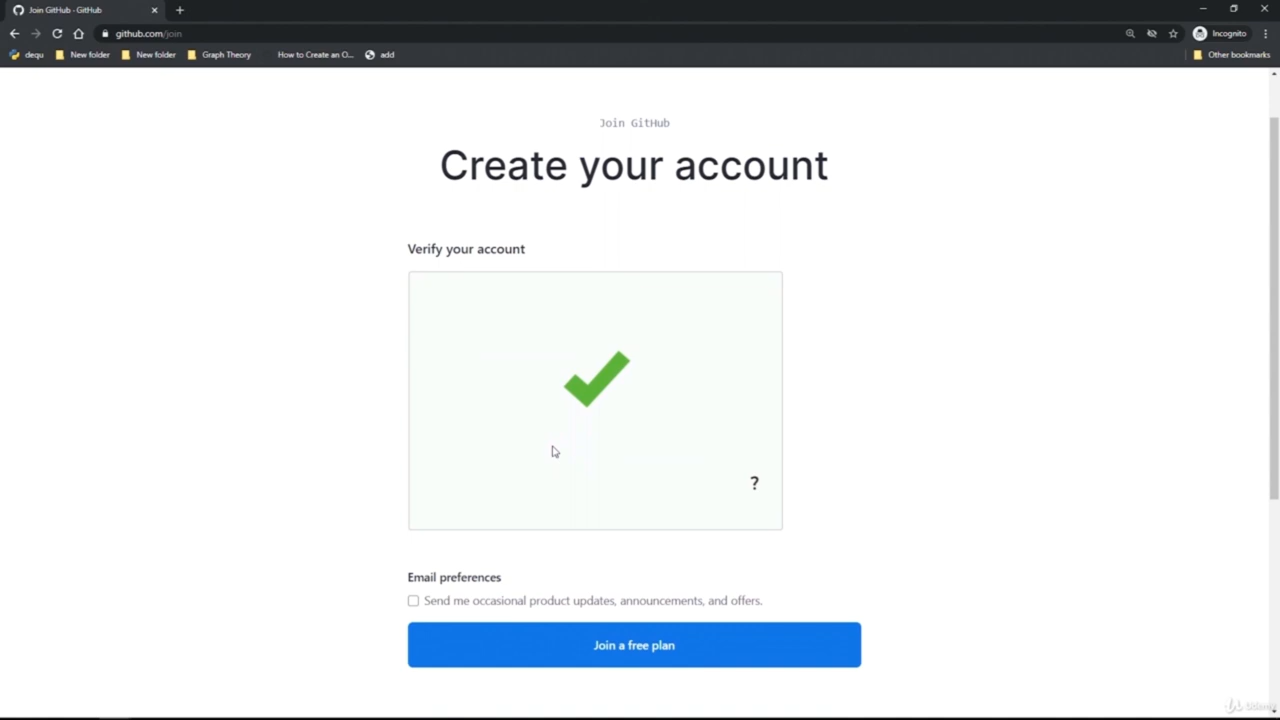 Join GitHub · GitHub
github.com/join
Incognito
dequ
New folder
New folder
Graph Theory
How to Create an O...
add
Other bookmarks
Join GitHub
Create your account
Verify your account
?
Email preferences
Send me occasional product updates, announcements, and offers.
Join a free plan
Udemy